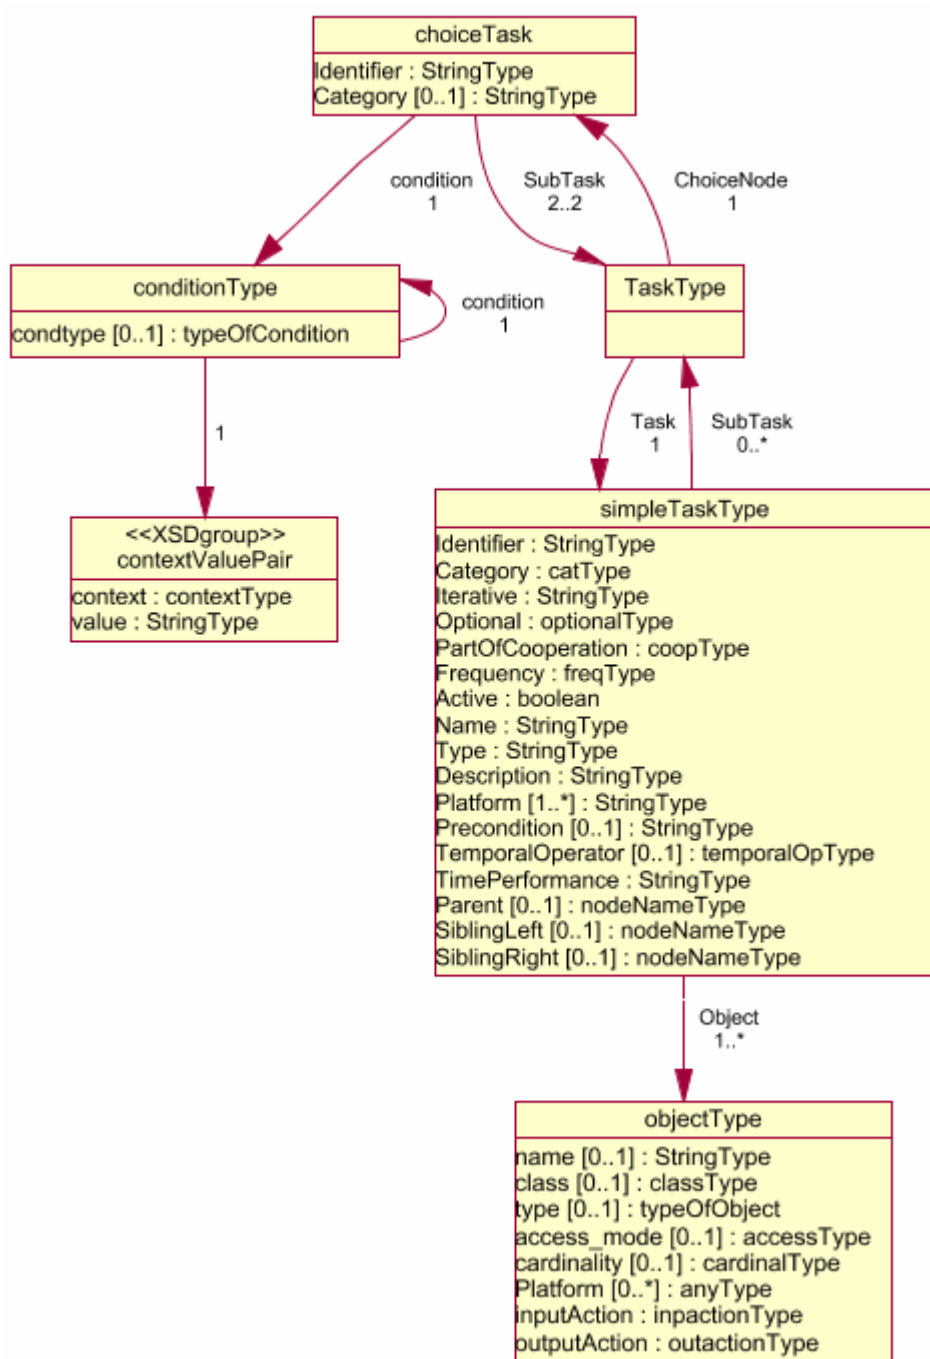 choiceTask
Identifier : StringType
Category [0..1] : StringType
condition
1
SubTask
2..2
ChoiceNode
1
conditionType
condtype [0..1] : typeOfCondition
condition
1
TaskType
1
Task
1
SubTask
0..*
<<XSDgroup>>
contextValuePair
context : contextType
value : StringType
simpleTaskType
Identifier : StringType
Category : catType
Iterative : StringType
Optional : optionalType
PartOfCooperation : coopType
Frequency : freqType
Active : boolean
Name : StringType
Type : StringType
Description : StringType
Platform [1..*] : StringType
Precondition [0..1] : StringType
TemporalOperator [0..1] : temporalOpType
TimePerformance : StringType
Parent [0..1] : nodeNameType
SiblingLeft [0..1] : nodeNameType
SiblingRight [0..1] : nodeNameType
Object
1..*
objectType
name [0..1] : StringType
class [0..1] : classType
type [0..1] : typeOfObject
access_mode [0..1] : accessType
cardinality [0..1] : cardinalType
Platform [0..*] : anyType
inputAction : inpactionType
outputAction : outactionType